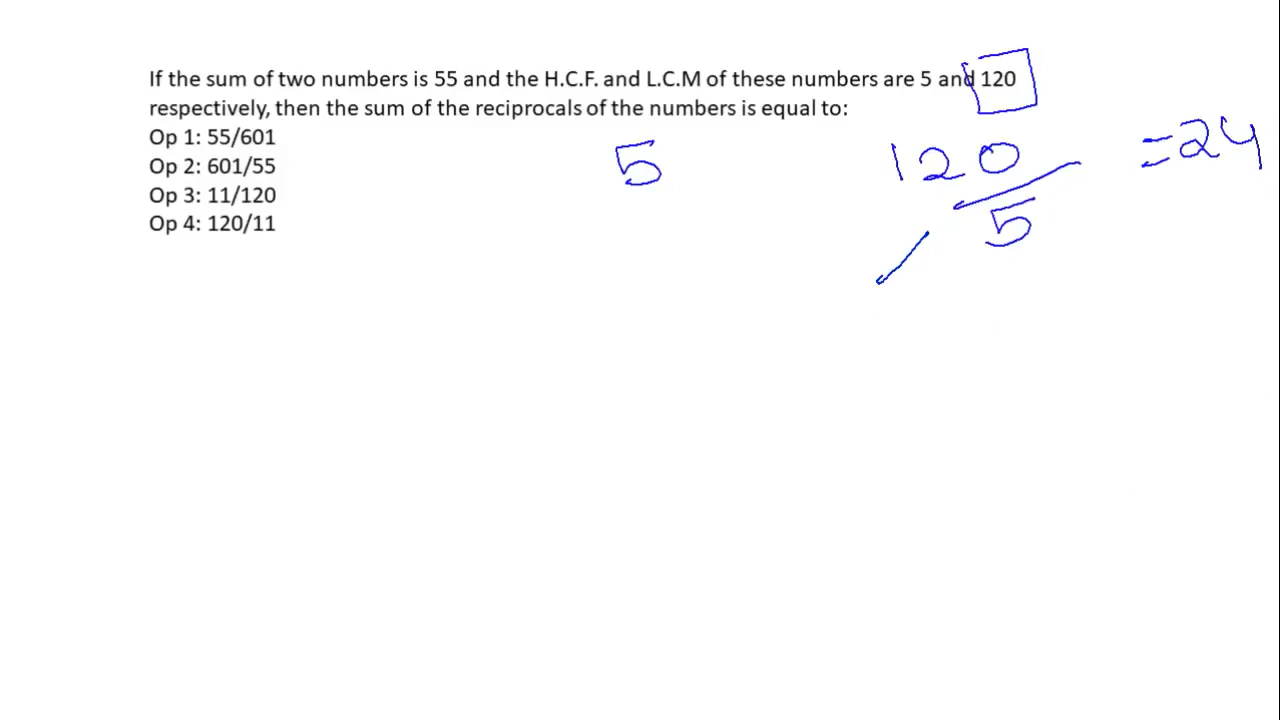 If the sum of two numbers is 55 and the H.C.F. and L.C.M of these numbers are 5 and 120
respectively, then the sum of the reciprocals of the numbers is equal to:
Op 1: 55/601
Op 2: 601/55
Op 3: 11/120
Op 4: 120/11
5
120
5
=24